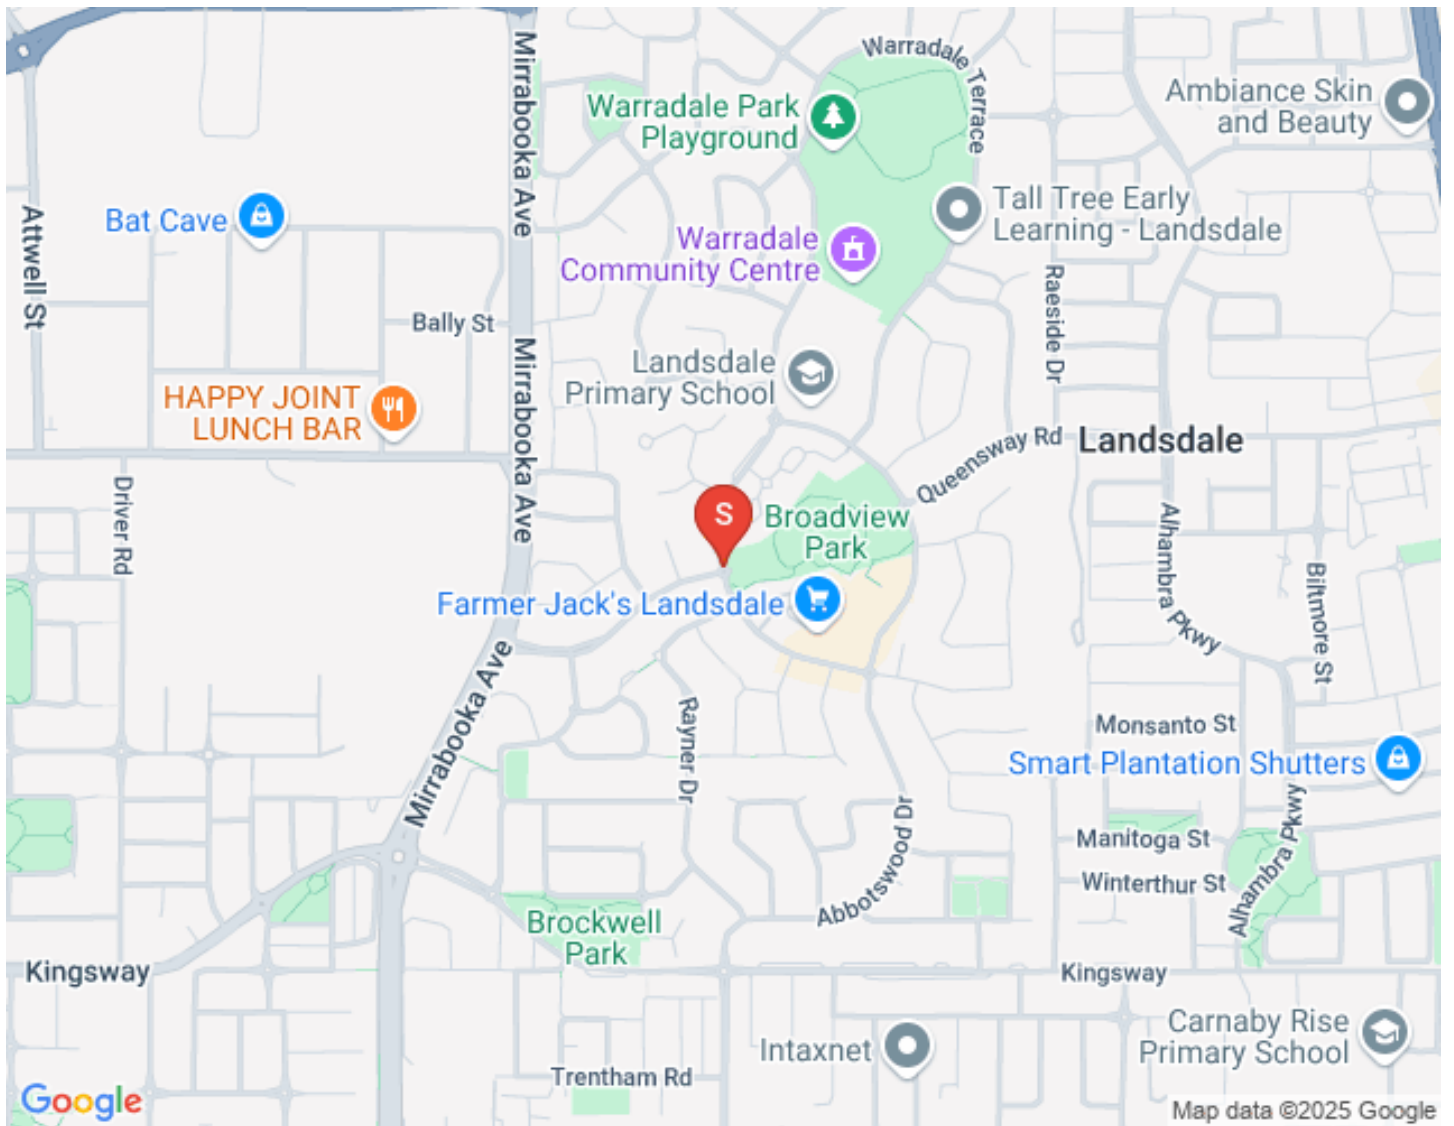 Warradale Terrace
Mirrabooka Ave
Warradale Park
Playground
Ambiance Skin
and Beauty
Attwell St
Bat Cave
Tall Tree Early
Learning - Landsdale
Warradale
Community Centre
Raeside Dr
Bally St
Mirrabooka Ave
Landsdale
Primary School
HAPPY JOINT
LUNCH BAR
Queensway Rd
Landsdale
Driver Rd
S
Broadview
Park
Alhambra Pkwy
Biltmore St
Farmer Jack's Landsdale
Mirrabooka Ave
Rayner Dr
Monsanto St
Smart Plantation Shutters
Abbotswood Dr
Manitoga St
Alhambra Pkwy
Winterthur St
Brockwell
Park
Kingsway
Kingsway
Carnaby Rise
Primary School
Intaxnet
Trentham Rd
Google
Map data ©2025 Google